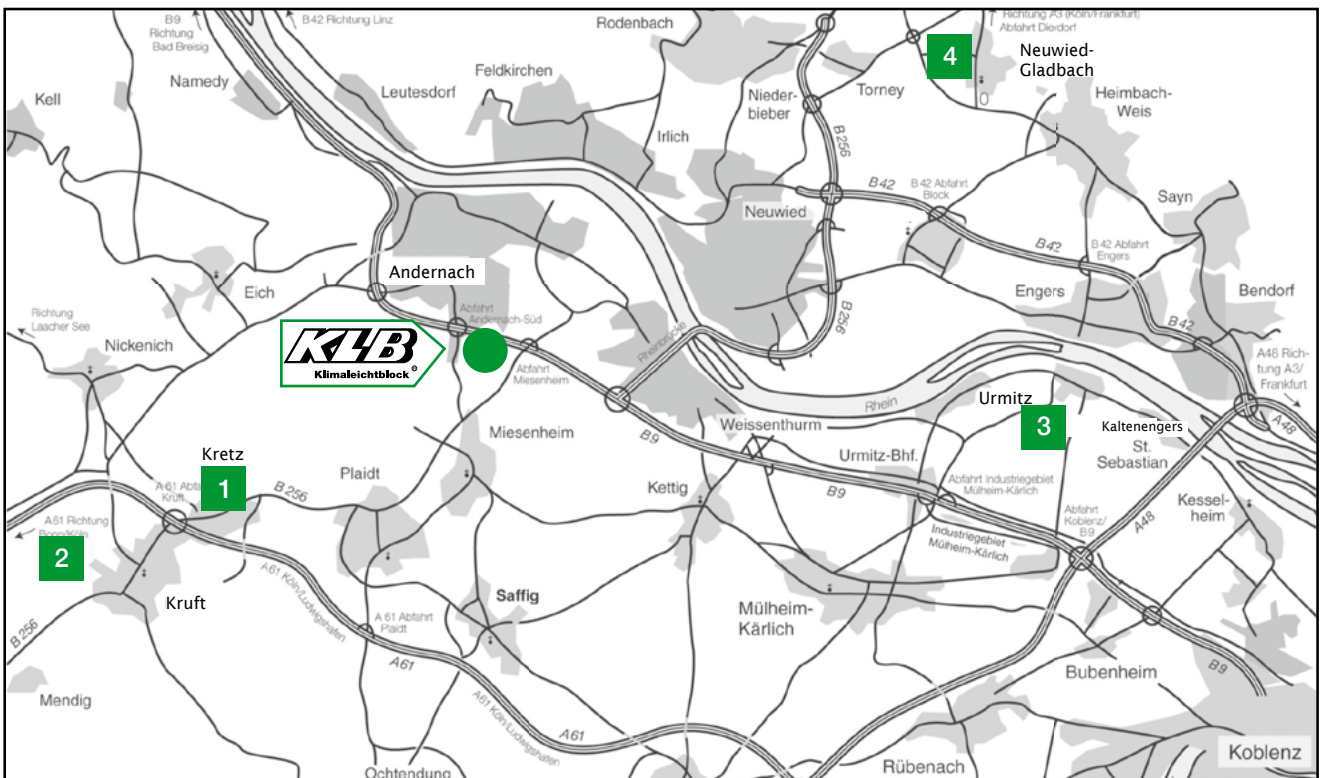 B9
Richtung
Bad Breisig
B42 Richtung Linz
Rodenbach
Richtung A3 (Köln/Frankfurt)
Abfahrt Dierdorf
4
Neuwied-
Gladbach
Namedy
Leutesdorf
Feldkirchen
Kell
Nieder-
bieber
Torney
Heimbach-
Weis
Irlich
B256
B42
B 42 Abfahrt
Block
Sayn
Neuwied
B42
B 42 Abfahrt
Engers
Andernach
Eich
Engers
Bendorf
Richtung
Laacher See
Nickenich
Abfahrt
Andernach-Süd
KLB
Klimaleichtblock®
Abfahrt
Miesenheim
Rheinbrücke
B256
B42
A48 Rich-
tung A3/
Frankfurt
Rhein
Urmitz
3
Kaltenengers
St.
Sebastian
A48
Weissenthurm
Miesenheim
B9
Urmitz-Bhf.
Kretz
1
A 61 Abfa
Kruft
B 256
Plaidt
Kettig
B9
Abfahrt Industriegebiet
Mülheim-Kärlich
Abfahrt
Koblenz/
B9
A48
Kessel-
heim
Industriegebiet
Mülheim-Kärlich
A61 Richtung
Bonn/Köln
2
Kruft
A 61 Köln/Ludwigshafen
Saffig
Mülheim-
Kärlich
A 61 Abfahrt
Plaidt
B 256
A61
A61 Köln/Ludwigshafen
Bubenheim
B9
Mendig
A61
Ochtendung
Rübenach
Koblenz